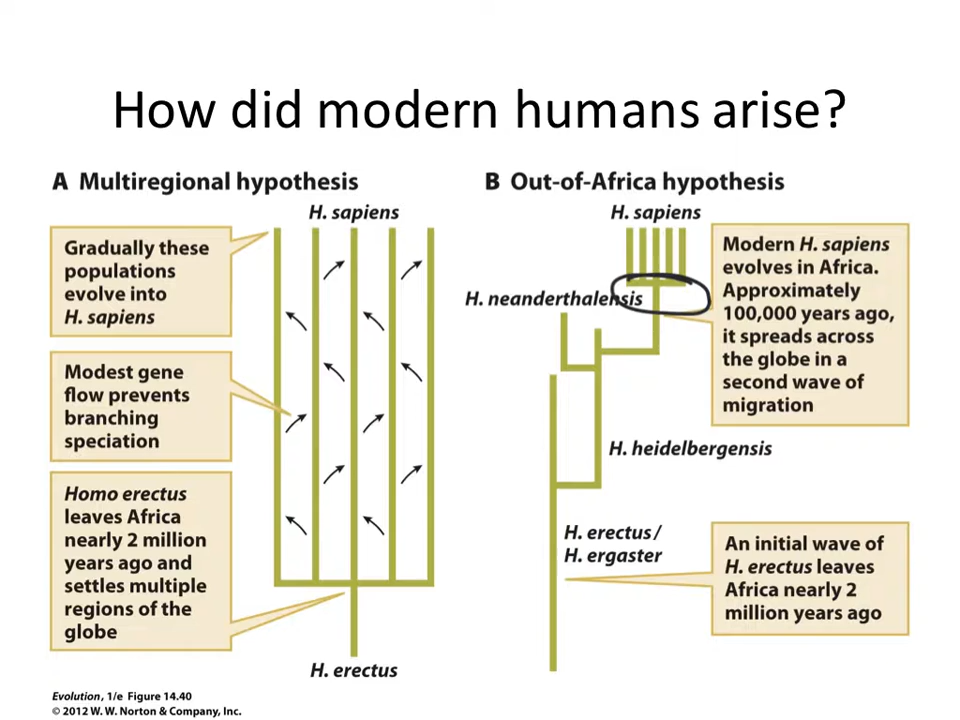 How did modern humans arise?
A Multiregional hypothesis
H. sapiens
Gradually these
populations
evolve into
H. sapiens
Modest gene
flow prevents
branching
speciation
Homo erectus
leaves Africa
nearly 2 million
years ago and
settles multiple
regions of the
globe
H. erectus
B Out-of-Africa hypothesis
H. sapiens
H. neanderthalensis
Modern H. sapiens
evolves in Africa.
Approximately
100,000 years ago,
it spreads across
the globe in a
second wave of
migration
H. heidelbergensis
H. erectus/
H. ergaster
An initial wave of
H. erectus leaves
Africa nearly 2
million years ago
Evolution, 1/e Figure 14.40
© 2012 W. W. Norton & Company, Inc.